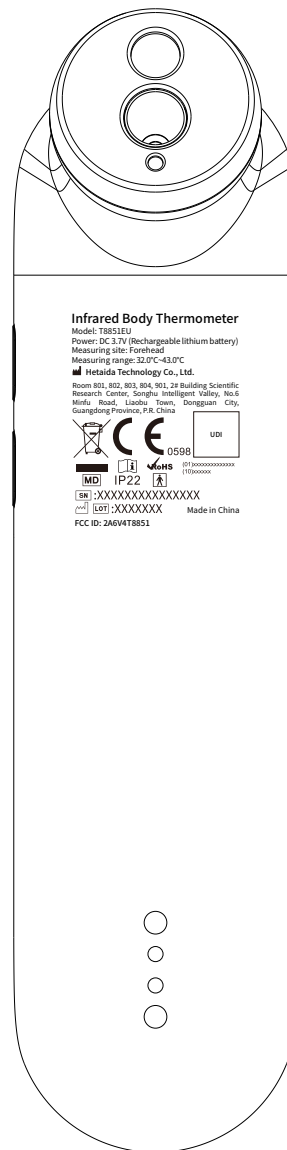 Infrared Body Thermometer
Model: T8851EU
Power: DC 3.7V (Rechargeable lithium battery)
Measuring site: Forehead
Measuring range: 32.0°C~43.0°C
Hetaida Technology Co., Ltd.
Room 801, 802, 803, 804, 901, 2# Building Scientific
Research Center, Songhu Intelligent Valley, No.6
Minfu Road, Liaobu Town, Dongguan City,
Guangdong Province, P.R. China
CE 0598
UDI
RoHS
(01)xxxxxxxxxxxxxx
(10)xxxxxx
MD IP22
SN :XXXXXXXXXXXXXXX
LOT :XXXXXXX Made in China
FCC ID: 2A6V4T8851